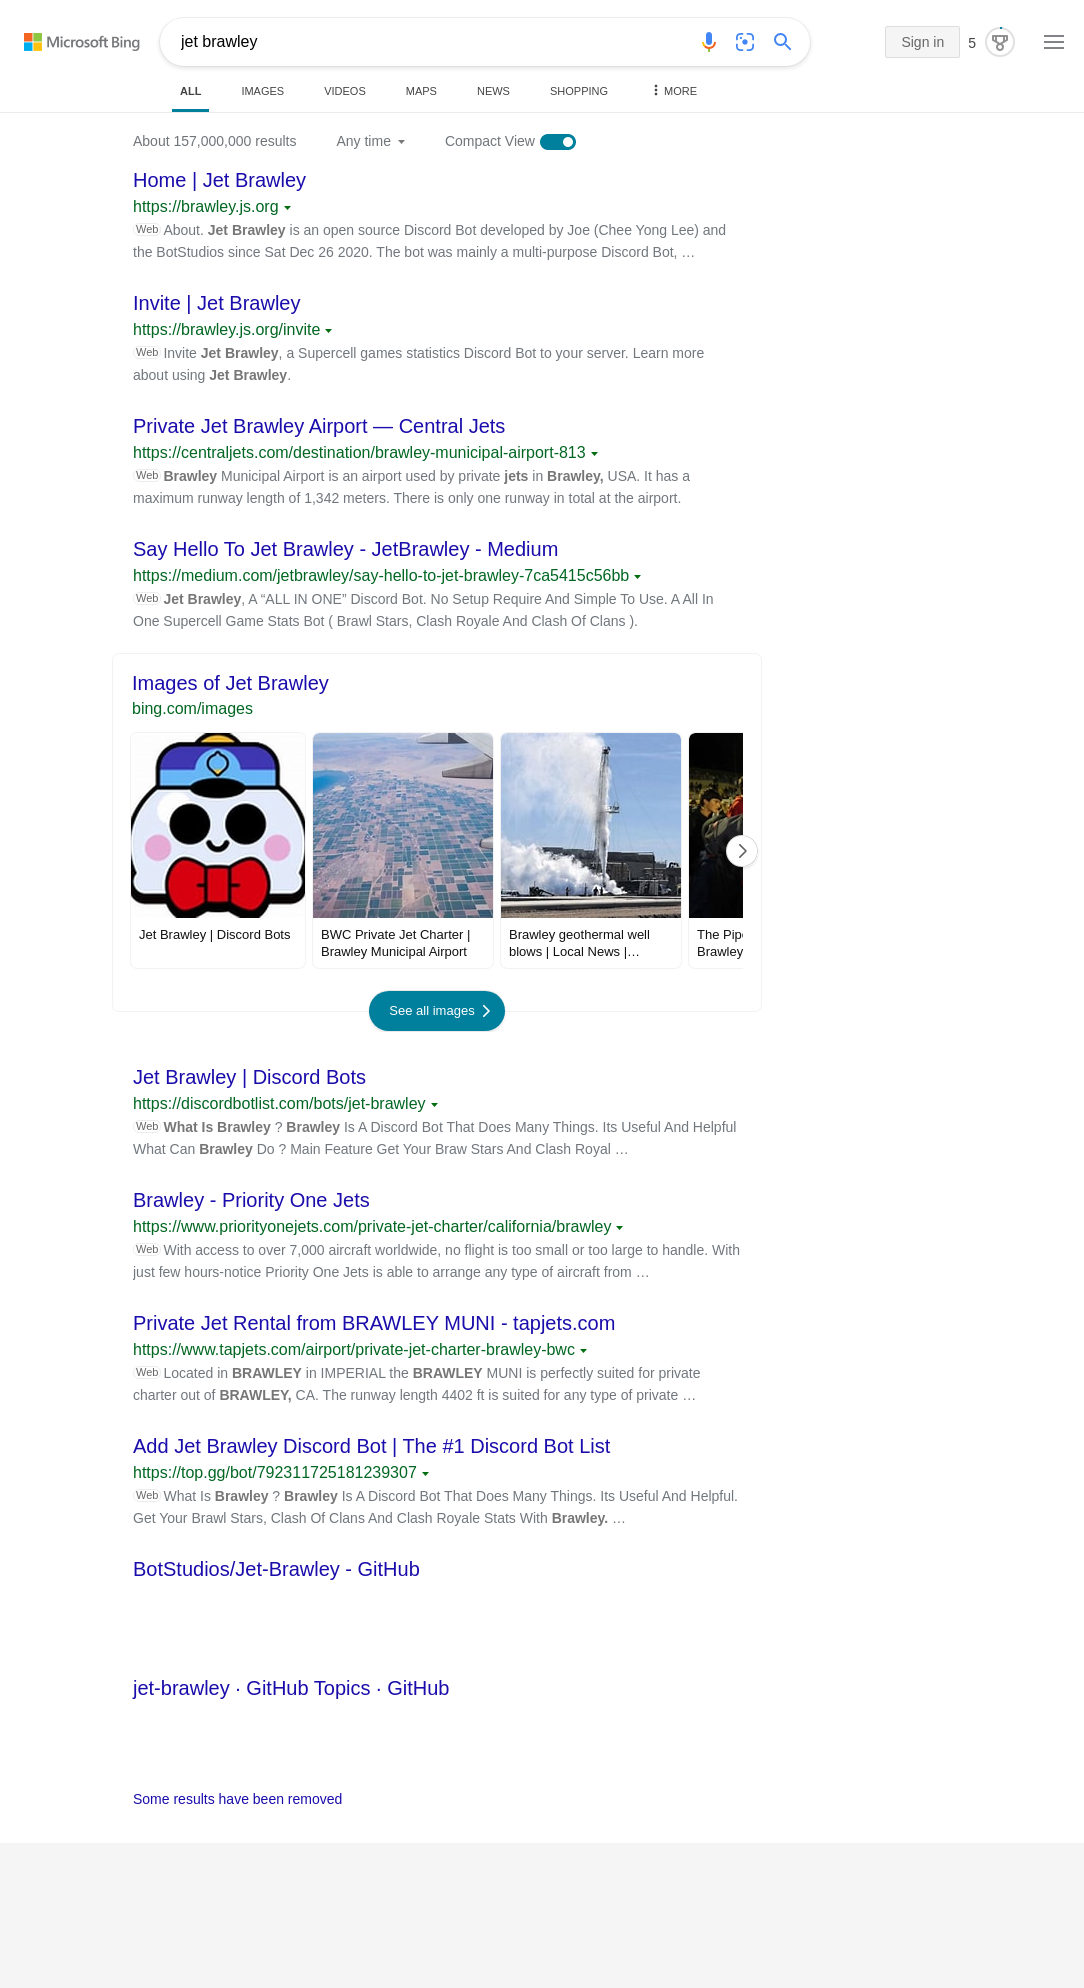 Microsoft Bing
jet brawley
Sign in
5
ALL
IMAGES
VIDEOS
MAPS
NEWS
SHOPPING
MORE
About 157,000,000 results
Any time
Compact View
Home | Jet Brawley
https://brawley.js.org
Web About. Jet Brawley is an open source Discord Bot developed by Joe (Chee Yong Lee) and
the BotStudios since Sat Dec 26 2020. The bot was mainly a multi-purpose Discord Bot, …
Invite | Jet Brawley
https://brawley.js.org/invite
Web Invite Jet Brawley, a Supercell games statistics Discord Bot to your server. Learn more
about using Jet Brawley.
Private Jet Brawley Airport — Central Jets
https://centraljets.com/destination/brawley-municipal-airport-813
Web Brawley Municipal Airport is an airport used by private jets in Brawley, USA. It has a
maximum runway length of 1,342 meters. There is only one runway in total at the airport.
Say Hello To Jet Brawley - JetBrawley - Medium
https://medium.com/jetbrawley/say-hello-to-jet-brawley-7ca5415c56bb
Web Jet Brawley, A “ALL IN ONE” Discord Bot. No Setup Require And Simple To Use. A All In
One Supercell Game Stats Bot ( Brawl Stars, Clash Royale And Clash Of Clans ).
Images of Jet Brawley
bing.com/images
Jet Brawley | Discord Bots
BWC Private Jet Charter |
Brawley Municipal Airport
Brawley geothermal well
blows | Local News |…
The Pip
Brawley
See all images
Jet Brawley | Discord Bots
https://discordbotlist.com/bots/jet-brawley
Web What Is Brawley ? Brawley Is A Discord Bot That Does Many Things. Its Useful And Helpful
What Can Brawley Do ? Main Feature Get Your Braw Stars And Clash Royal …
Brawley - Priority One Jets
https://www.priorityonejets.com/private-jet-charter/california/brawley
Web With access to over 7,000 aircraft worldwide, no flight is too small or too large to handle. With
just few hours-notice Priority One Jets is able to arrange any type of aircraft from …
Private Jet Rental from BRAWLEY MUNI - tapjets.com
https://www.tapjets.com/airport/private-jet-charter-brawley-bwc
Web Located in BRAWLEY in IMPERIAL the BRAWLEY MUNI is perfectly suited for private
charter out of BRAWLEY, CA. The runway length 4402 ft is suited for any type of private …
Add Jet Brawley Discord Bot | The #1 Discord Bot List
https://top.gg/bot/792311725181239307
Web What Is Brawley ? Brawley Is A Discord Bot That Does Many Things. Its Useful And Helpful.
Get Your Brawl Stars, Clash Of Clans And Clash Royale Stats With Brawley. …
BotStudios/Jet-Brawley - GitHub
jet-brawley · GitHub Topics · GitHub
Some results have been removed